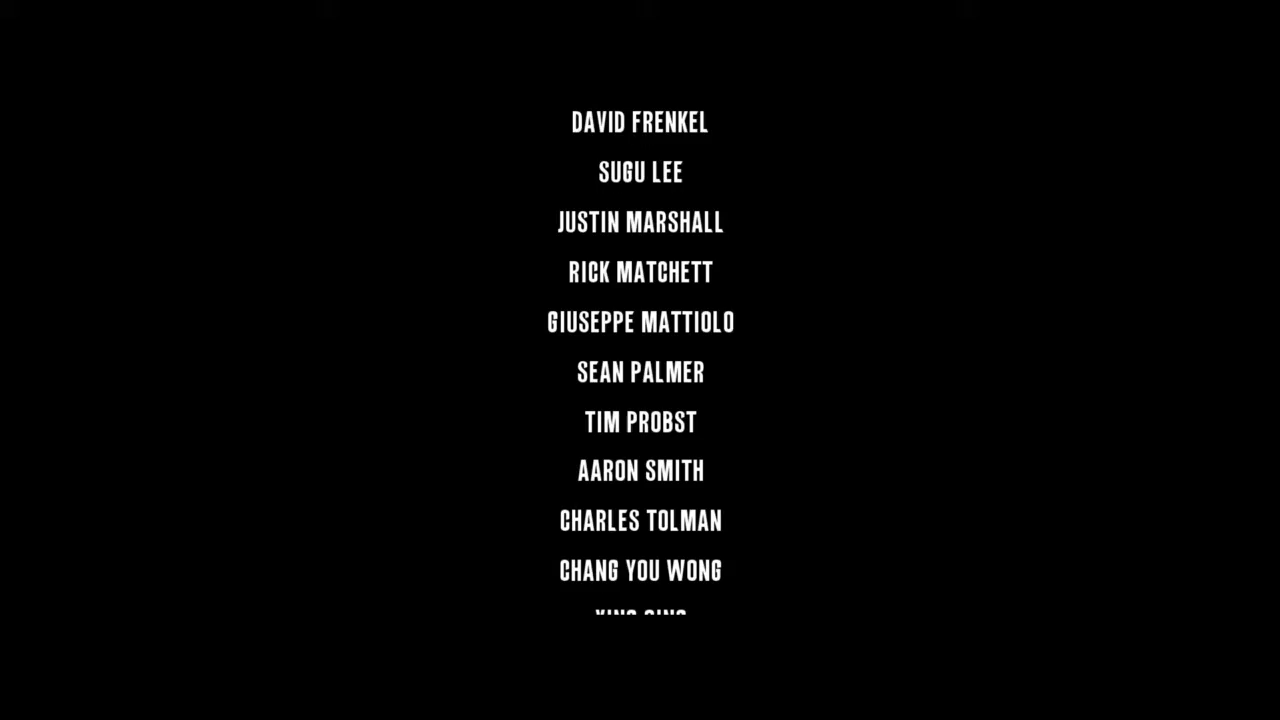 DAVID FRENKEL
SUGU LEE
JUSTIN MARSHALL
RICK MATCHETT
GIUSEPPE MATTIOLO
SEAN PALMER
TIM PROBST
AARON SMITH
CHARLES TOLMAN
CHANG YOU WONG